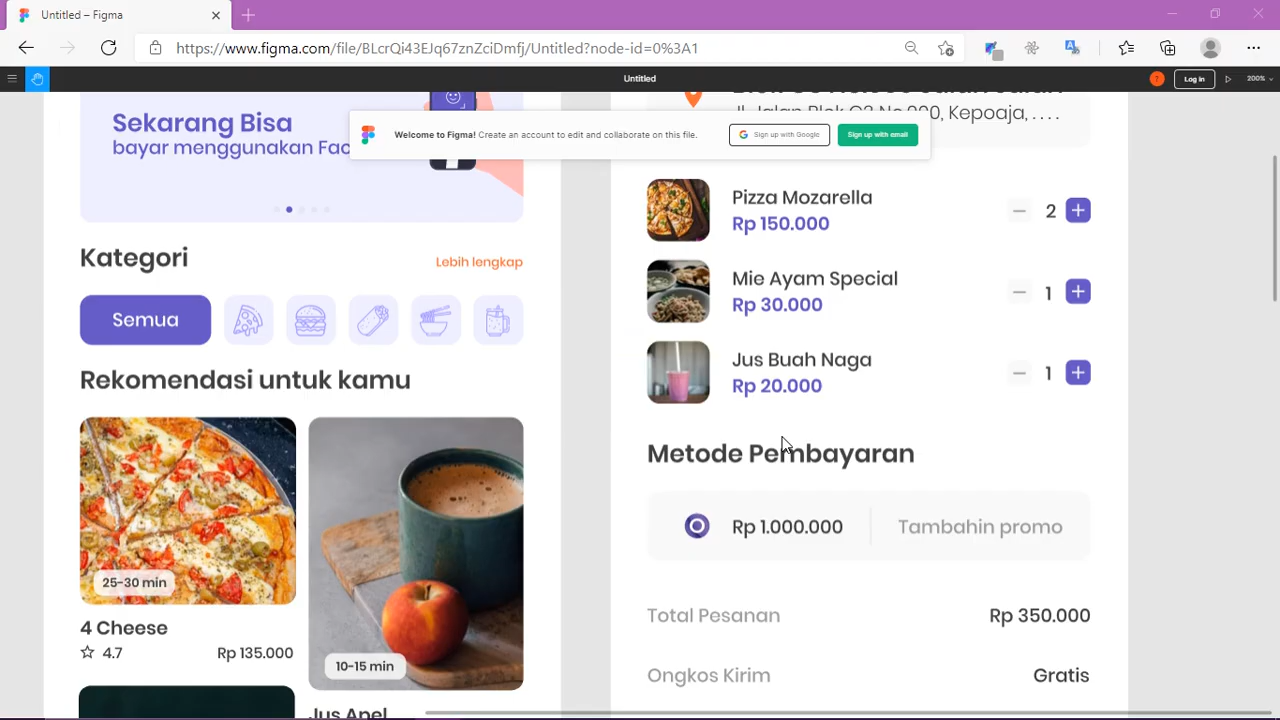 Untitled – Figma
https://www.figma.com/file/BLcrQi43EJq67znZciDmfj/Untitled?node-id=0%3A1
Untitled
Log in
200%
Sekarang Bisa
bayar menggunakan Fac
Welcome to Figma! Create an account to edit and collaborate on this file.
Sign up with Google
Sign up with email
Kategori
Lebih lengkap
Semua
Rekomendasi untuk kamu
25-30 min
4 Cheese
4.7
Rp 135.000
10-15 min
Jus Apel
Jl. Jalan Blok G2 No 000, Kepoaja, . . . .
Pizza Mozarella
Rp 150.000
2
Mie Ayam Special
Rp 30.000
1
Jus Buah Naga
Rp 20.000
1
Metode Pembayaran
Rp 1.000.000
Tambahin promo
Total Pesanan
Rp 350.000
Ongkos Kirim
Gratis